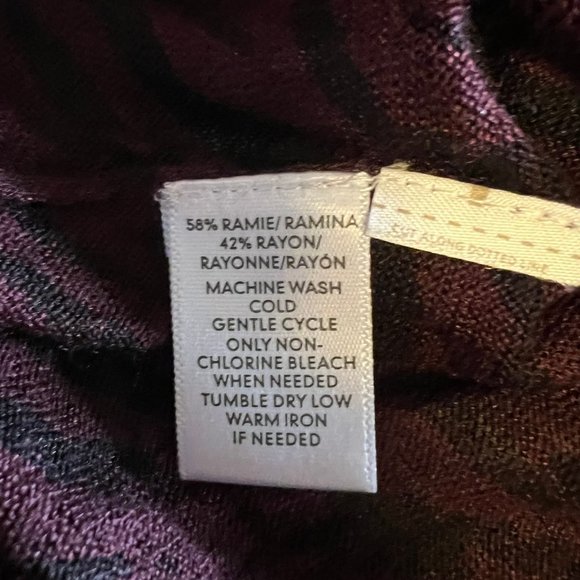 58% RAMIE/ RAMINA
42% RAYON/
RAYONNE/RAYÓN
MACHINE WASH
COLD
GENTLE CYCLE
ONLY NON-
CHLORINE BLEACH
WHEN NEEDED
TUMBLE DRY LOW
WARM IRON
IF NEEDED
CUT ALONG DOTTED LINE